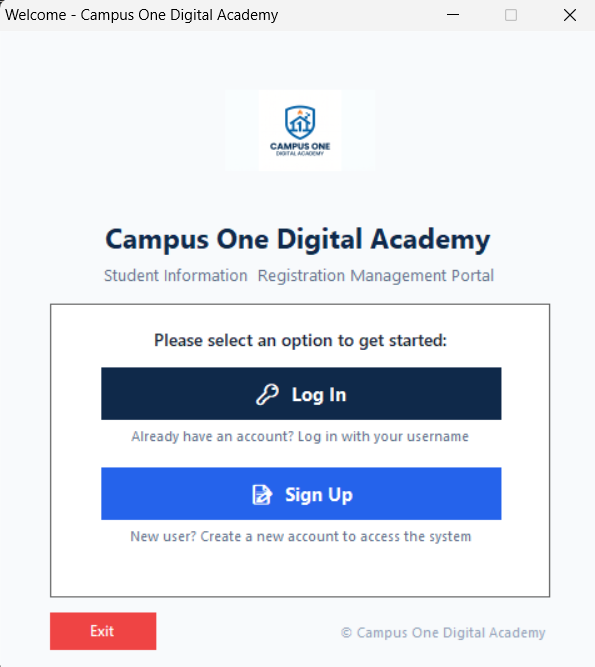 Welcome - Campus One Digital Academy
CAMPUS ONE
DIGITAL ACADEMY
Campus One Digital Academy
Student Information  Registration Management Portal
Please select an option to get started:
Log In
Already have an account? Log in with your username
Sign Up
New user? Create a new account to access the system
Exit
© Campus One Digital Academy